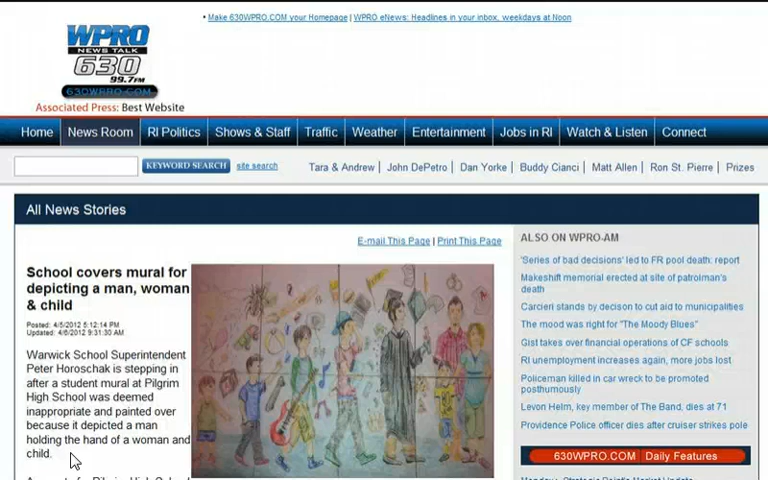 • Make 630WPRO.COM your Homepage | WPRO eNews: Headlines in your inbox, weekdays at Noon
WPRO
NEWS TALK
630
99.7FM
630WPRO.COM
Associated Press: Best Website
Home
News Room
RI Politics
Shows & Staff
Traffic
Weather
Entertainment
Jobs in RI
Watch & Listen
Connect
KEYWORD SEARCH
site search
Tara & Andrew | John DePetro | Dan Yorke | Buddy Cianci | Matt Allen | Ron St. Pierre | Prizes
All News Stories
E-mail This Page | Print This Page
School covers mural for
depicting a man, woman
& child
Posted: 4/5/2012 5:12:14 PM
Updated: 4/6/2012 9:31:30 AM
Warwick School Superintendent
Peter Horoschak is stepping in
after a student mural at Pilgrim
High School was deemed
inappropriate and painted over
because it depicted a man
holding the hand of a woman and
child.
ALSO ON WPRO-AM
'Series of bad decisions' led to FR pool death: report
Makeshift memorial erected at site of patrolman's
death
Carcieri stands by decison to cut aid to municipalities
The mood was right for "The Moody Blues"
Gist takes over financial operations of CF schools
RI unemployment increases again, more jobs lost
Policeman killed in car wreck to be promoted
posthumously
Levon Helm, key member of The Band, dies at 71
Providence Police officer dies after cruiser strikes pole
630WPRO.COM | Daily Features